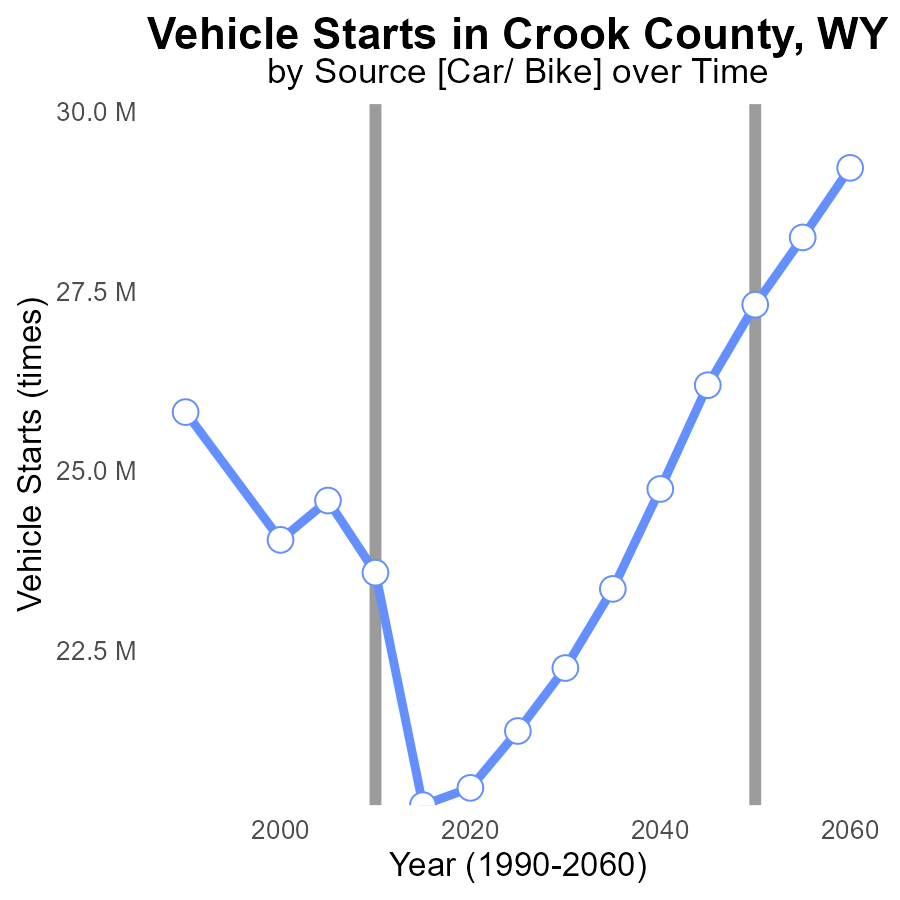 Vehicle Starts in Crook County, WY
by Source [Car/ Bike] over Time
30.0 M
27.5 M
25.0 M
22.5 M
Vehicle Starts (times)
2000 2020 2040 2060
Year (1990-2060)